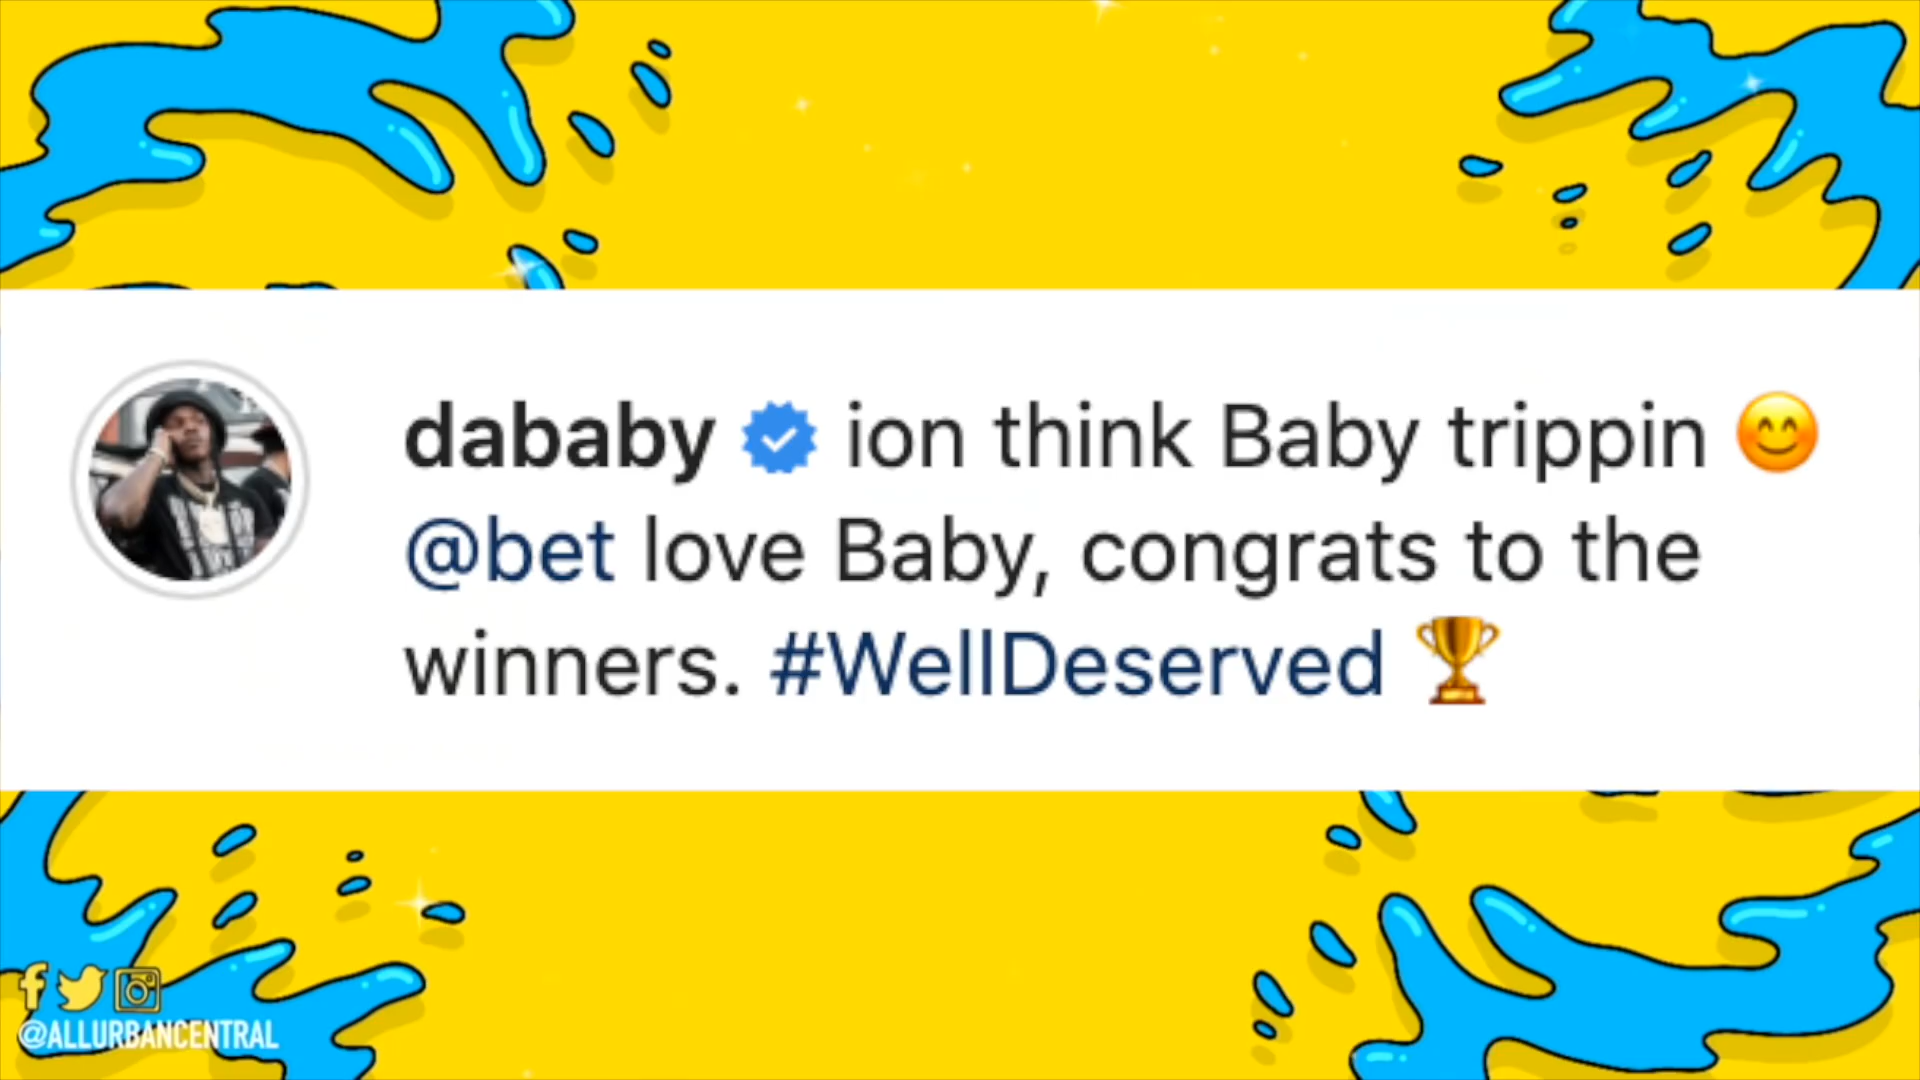 dababy ion think Baby trippin 😊
@bet love Baby, congrats to the
winners. #WellDeserved 🏆
@ALLURBANCENTRAL